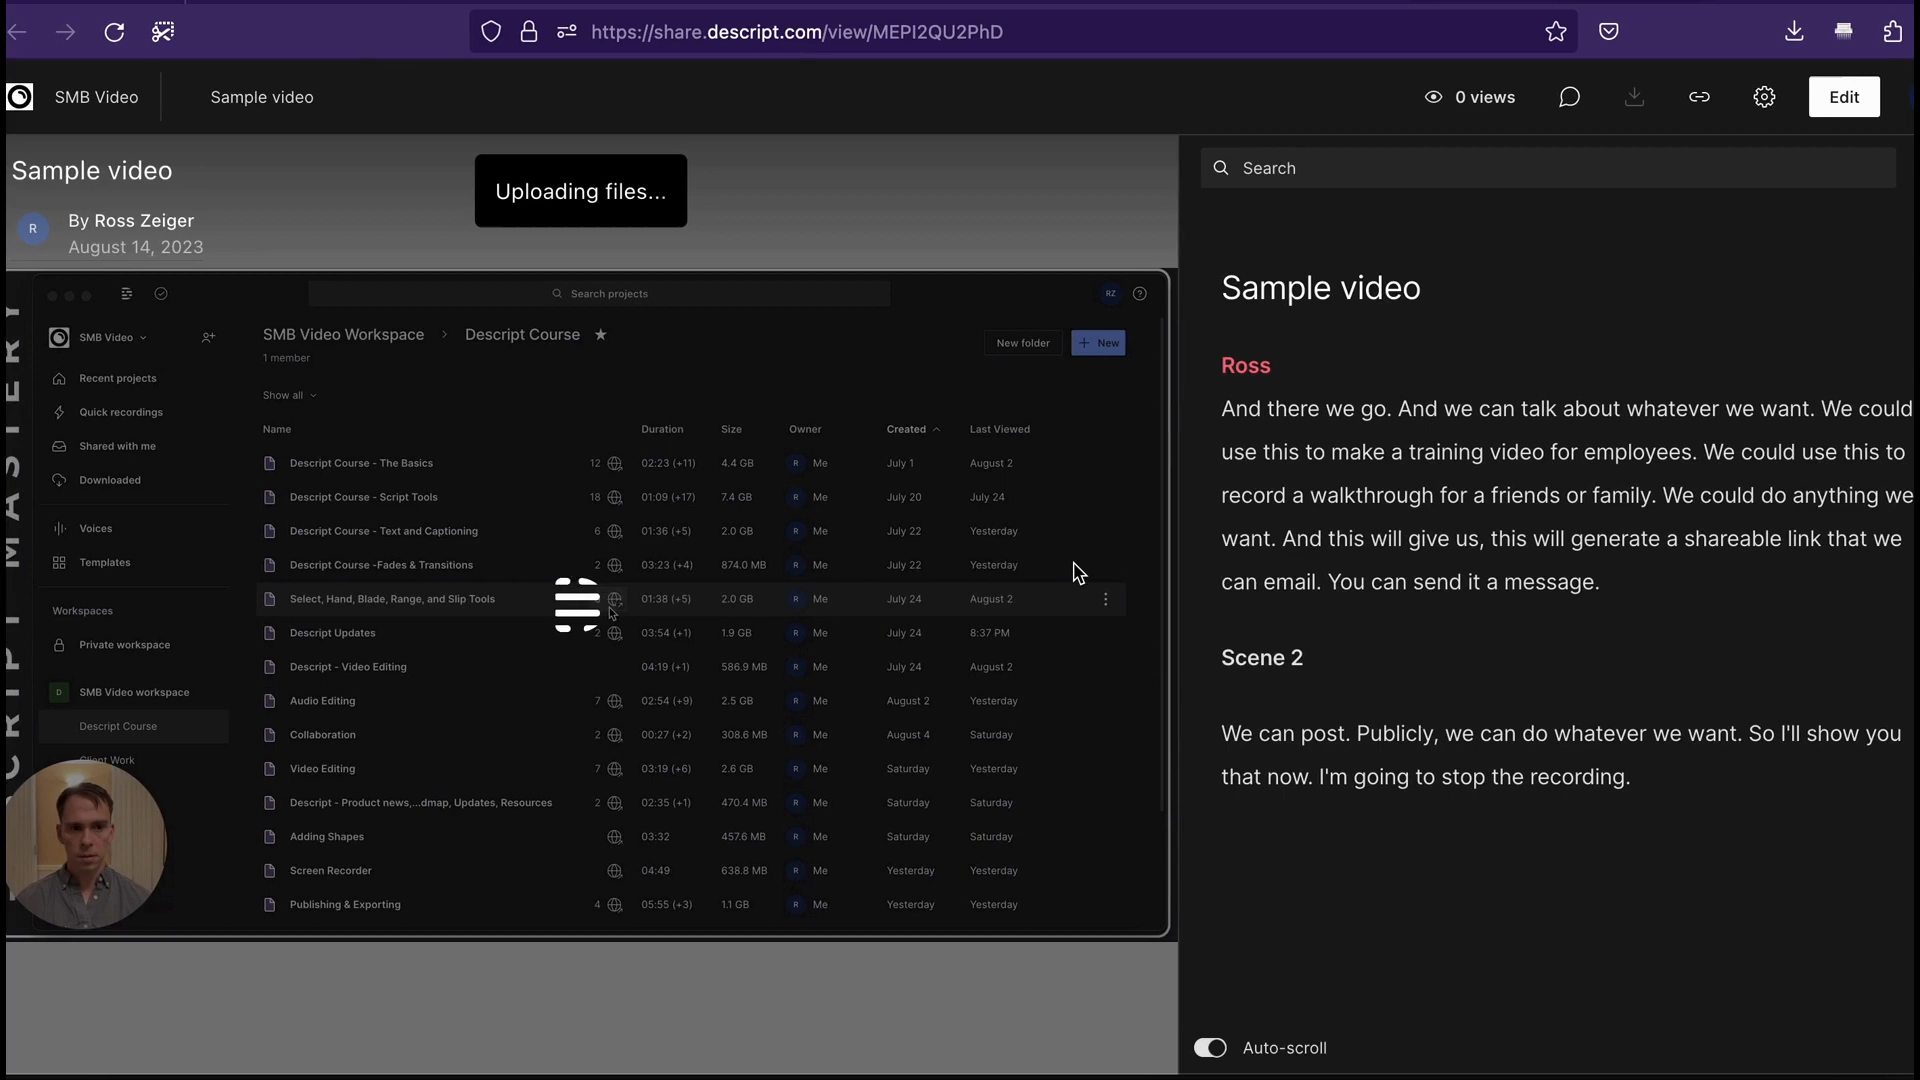 https://share.descript.com/view/MEPI2QU2PhD
SMB Video
Sample video
0 views
Edit
Sample video
By Ross Zeiger
August 14, 2023
R
Uploading files...
Search projects
RZ
SMB Video
SMB Video Workspace
Descript Course
1 member
New folder
New
Recent projects
Quick recordings
Shared with me
Downloaded
Voices
Templates
Workspaces
Private workspace
D SMB Video workspace
Descript Course
Client Work
Show all
Name Duration Size Owner Created Last Viewed
Descript Course - The Basics 12 02:23 (+11) 4.4 GB R Me July 1 August 2
Descript Course - Script Tools 18 01:09 (+17) 7.4 GB R Me July 20 July 24
Descript Course - Text and Captioning 6 01:36 (+5) 2.0 GB R Me July 22 Yesterday
Descript Course -Fades & Transitions 2 03:23 (+4) 874.0 MB R Me July 22 Yesterday
Select, Hand, Blade, Range, and Slip Tools 01:38 (+5) 2.0 GB R Me July 24 August 2
Descript Updates 2 03:54 (+1) 1.9 GB R Me July 24 8:37 PM
Descript - Video Editing 04:19 (+1) 586.9 MB R Me July 24 August 2
Audio Editing 7 02:54 (+9) 2.5 GB R Me August 2 Yesterday
Collaboration 2 00:27 (+2) 308.6 MB R Me August 4 Saturday
Video Editing 7 03:19 (+6) 2.6 GB R Me Saturday Yesterday
Descript - Product news,...dmap, Updates, Resources 2 02:35 (+1) 470.4 MB R Me Saturday Saturday
Adding Shapes 03:32 457.6 MB R Me Saturday Saturday
Screen Recorder 04:49 638.8 MB R Me Yesterday Yesterday
Publishing & Exporting 4 05:55 (+3) 1.1 GB R Me Yesterday Yesterday
Search
Sample video
Ross
And there we go. And we can talk about whatever we want. We could
use this to make a training video for employees. We could use this to
record a walkthrough for a friends or family. We could do anything we
want. And this will give us, this will generate a shareable link that we
can email. You can send it a message.
Scene 2
We can post. Publicly, we can do whatever we want. So I'll show you
that now. I'm going to stop the recording.
Auto-scroll